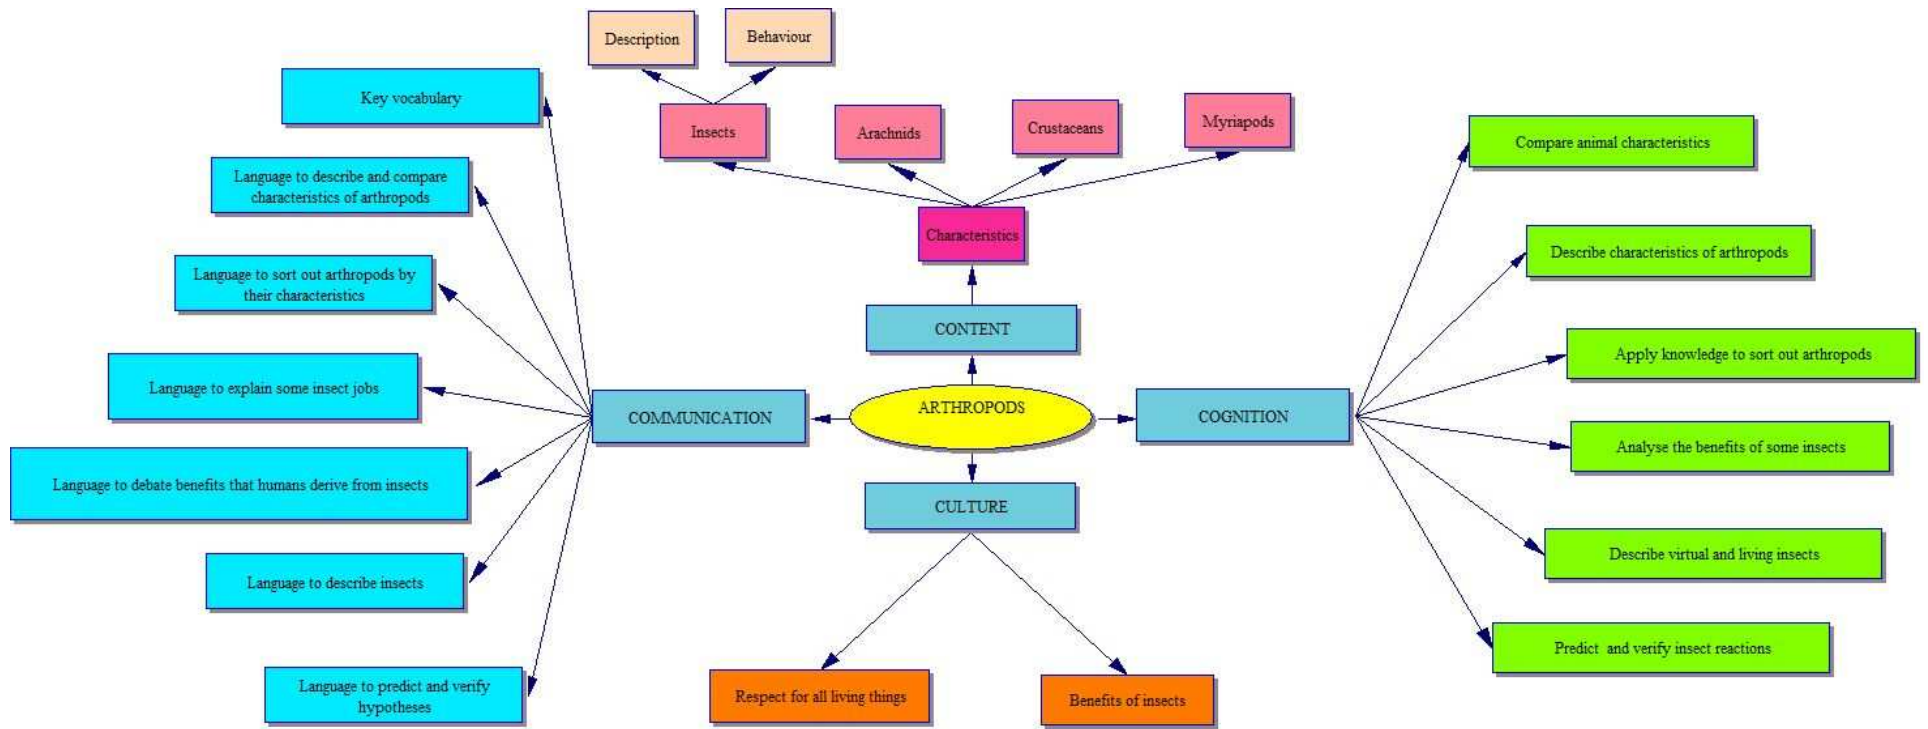 Description
Behaviour
Key vocabulary
Insects
Arachnids
Crustaceans
Myriapods
Compare animal characteristics
Language to describe and compare
characteristics of arthropods
Characteristics
Describe characteristics of arthropods
Language to sort out arthropods by
their characteristics
CONTENT
Apply knowledge to sort out arthropods
Language to explain some insect jobs
COMMUNICATION
ARTHROPODS
COGNITION
Analyse the benefits of some insects
Language to debate benefits that humans derive from insects
CULTURE
Describe virtual and living insects
Language to describe insects
Predict and verify insect reactions
Language to predict and verify
hypotheses
Respect for all living things
Benefits of insects